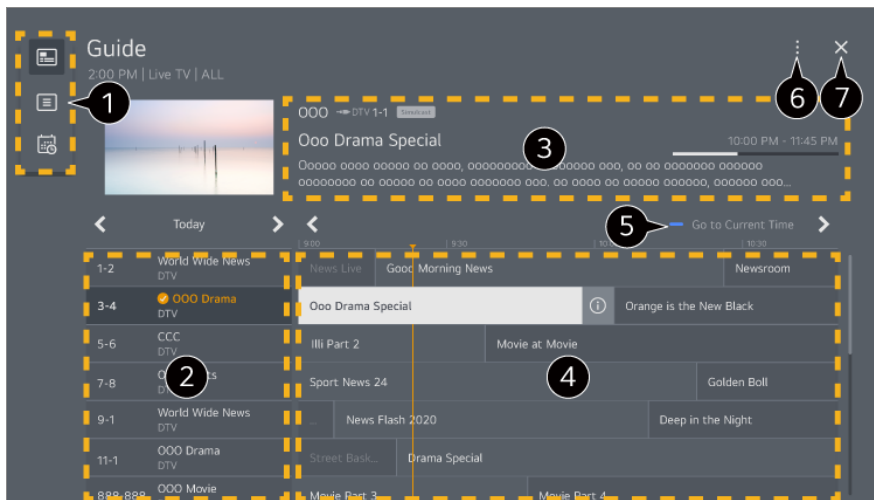 Guide
2:00 PM | Live TV | ALL
1
6
7
OOO DTV 1-1 Simulcast
Ooo Drama Special
10:00 PM - 11:45 PM
3
Ooooo oooo ooooo oo oooo,
ooo, oo oo ooooooo oooooo
oooooooo oo ooooo oo oooo ooooooo ooo. oo oooo oo ooooo oooooo, oooooo ooo...
Today
5
Go to Current Time
9:00
9:30
10:30
1-2
World Wide News
DTV
News Live
Good Morning News
Newsroom
3-4
OOO Drama
DTV
Ooo Drama Special
Orange is the New Black
5-6
CCC
DTV
Illi Part 2
Movie at Movie
7-8
2
Sport News 24
4
Golden Boll
9-1
World Wide News
DTV
...
News Flash 2020
Deep in the Night
11-1
OOO Drama
DTV
Street Bask...
Drama Special
888-888
OOO Movie
Movie Part 3
Movie Part 4